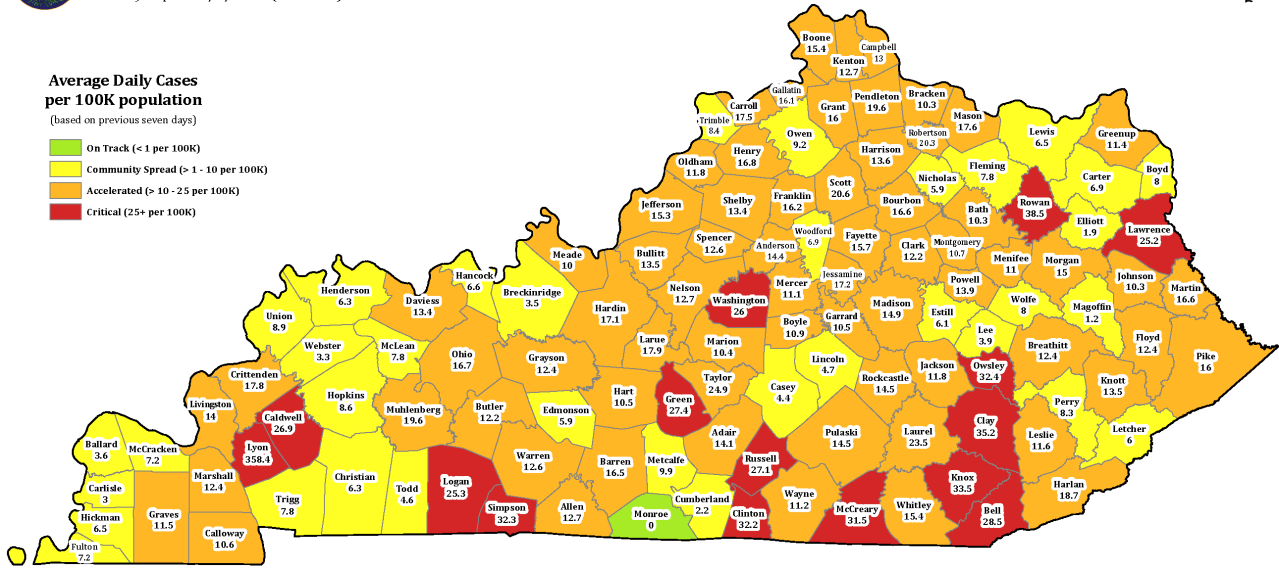 Average Daily Cases
per 100K population
(based on previous seven days)
On Track (< 1 per 100K)
Community Spread (> 1 - 10 per 100K)
Accelerated (> 10 - 25 per 100K)
Critical (25+ per 100K)
Boone
15.4
Kenton
12.7
Campbell
13
Gallatin
16.1
Carroll
17.5
Trimble
8.4
Grant
16
Pendleton
19.6
Bracken
10.3
Mason
17.6
Robertson
20.3
Owen
9.2
Lewis
6.5
Greenup
11.4
Henry
16.8
Oldham
11.8
Harrison
13.6
Fleming
7.8
Nicholas
5.9
Carter
6.9
Boyd
8
Scott
20.6
Franklin
16.2
Shelby
13.4
Jefferson
15.3
Bourbon
16.6
Bath
10.3
Rowan
38.5
Elliott
1.9
Lawrence
25.2
Spencer
12.6
Anderson
14.4
Woodford
6.9
Fayette
15.7
Clark
12.2
Montgomery
10.7
Menifee
11
Morgan
15
Johnson
10.3
Martin
16.6
Meade
10
Bullitt
13.5
Hancock
6.6
Breckinridge
3.5
Nelson
12.7
Washington
26
Mercer
11.1
Jessamine
17.2
Powell
13.9
Wolfe
8
Magoffin
1.2
Henderson
6.3
Daviess
13.4
Union
8.9
Hardin
17.1
Madison
14.9
Estill
6.1
Boyle
10.9
Garrard
10.5
Lee
3.9
Floyd
12.4
Pike
16
Webster
3.3
McLean
7.8
Ohio
16.7
Grayson
12.4
Larue
17.9
Marion
10.4
Lincoln
4.7
Breathitt
12.4
Crittenden
17.8
Taylor
24.9
Casey
4.4
Rockcastle
14.5
Jackson
11.8
Owsley
32.4
Knott
13.5
Livingston
14
Caldwell
26.9
Hopkins
8.6
Muhlenberg
19.6
Butler
12.2
Edmonson
5.9
Hart
10.5
Green
27.4
Perry
8.3
Clay
35.2
Letcher
6
Adair
14.1
Pulaski
14.5
Laurel
23.5
Leslie
11.6
Ballard
3.6
McCracken
7.2
Lyon
358.4
Warren
12.6
Barren
16.5
Metcalfe
9.9
Russell
27.1
Marshall
12.4
Christian
6.3
Logan
25.3
Todd
4.6
Trigg
7.8
Carlisle
3
Knox
33.5
Harlan
18.7
Simpson
32.3
Allen
12.7
Monroe
0
Cumberland
2.2
Clinton
32.2
Wayne
11.2
McCreary
31.5
Whitley
15.4
Bell
28.5
Hickman
6.5
Graves
11.5
Calloway
10.6
Fulton
7.2